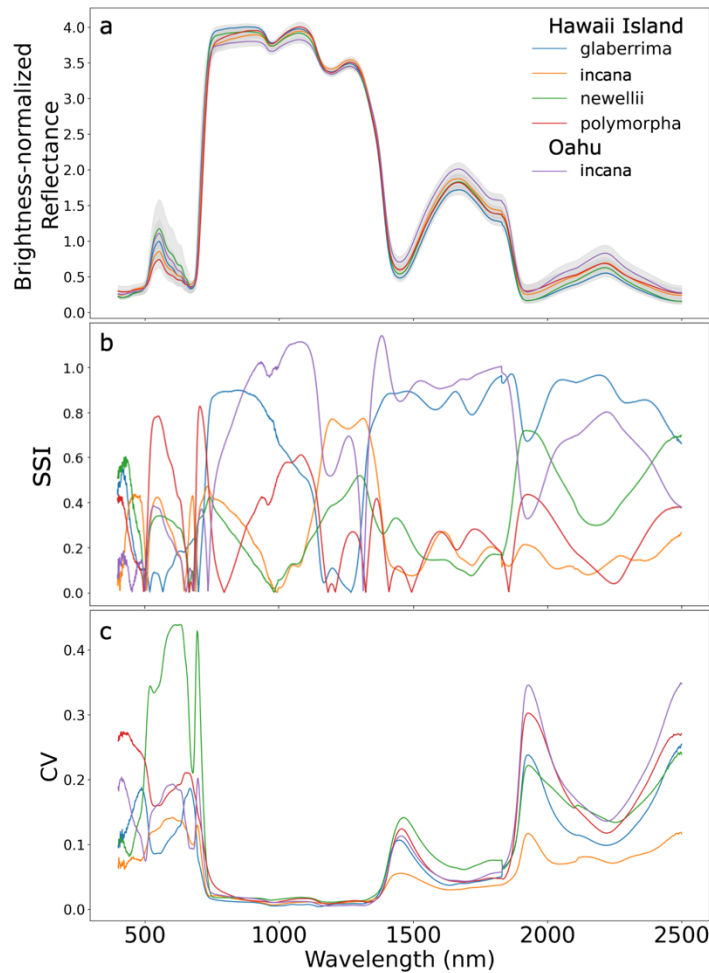 a
Hawaii Island
glaberrima
incana
newellii
polymorpha
Oahu
incana
Brightness-normalized
Reflectance
4.0
3.5
3.0
2.5
2.0
1.5
1.0
0.5
0.0
b
SSI
1.0
0.8
0.6
0.4
0.2
0.0
c
CV
0.4
0.3
0.2
0.1
0.0
500
1000
1500
2000
2500
Wavelength (nm)